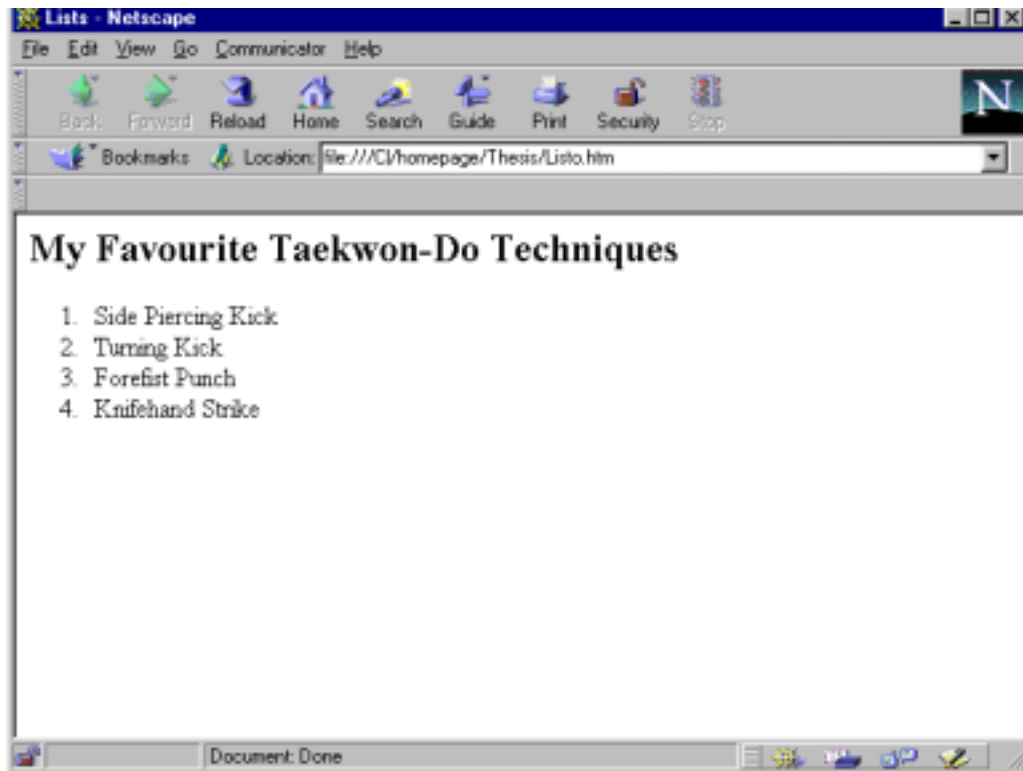 Lists - Netscape
File Edit View Go Communicator Help
Back Forward Reload Home Search Guide Print Security Stop
N
Bookmarks Location: file:///C|/homepage/Thesis/Listo.htm
My Favourite Taekwon-Do Techniques
1. Side Piercing Kick
2. Turning Kick
3. Forefist Punch
4. Knifehand Strike
Document: Done